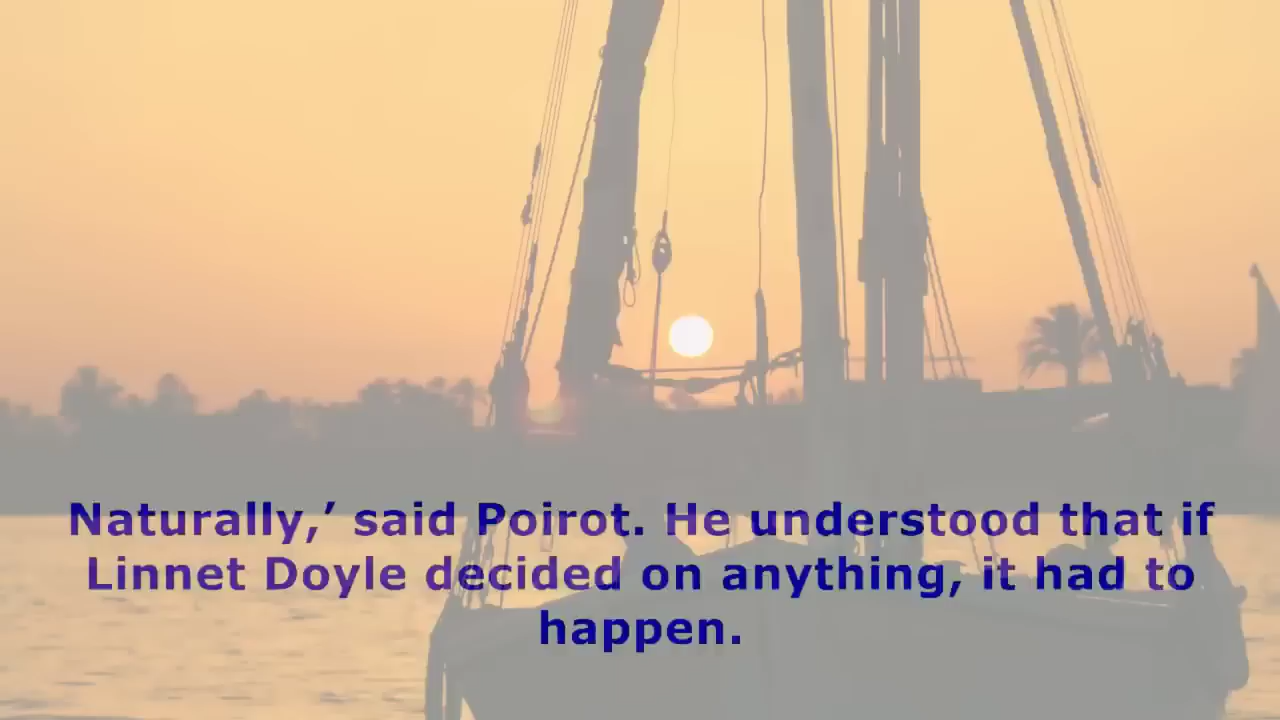 Naturally,’ said Poirot. He understood that if
Linnet Doyle decided on anything, it had to
happen.